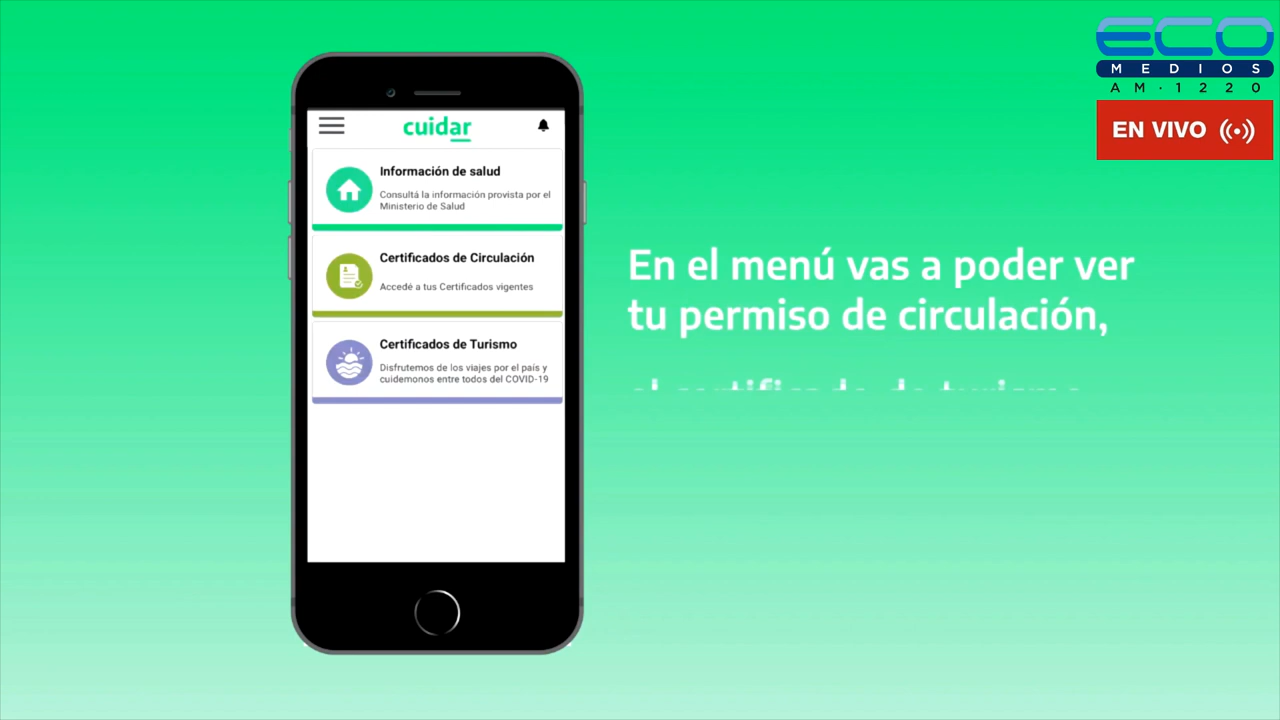 ECO
MEDIOS
AM·1220
EN VIVO
cuidar
Información de salud
Consultá la información provista por el
Ministerio de Salud
Certificados de Circulación
Accedé a tus Certificados vigentes
Certificados de Turismo
Disfrutemos de los viajes por el país y
cuidemonos entre todos del COVID-19
En el menú vas a poder ver
tu permiso de circulación,